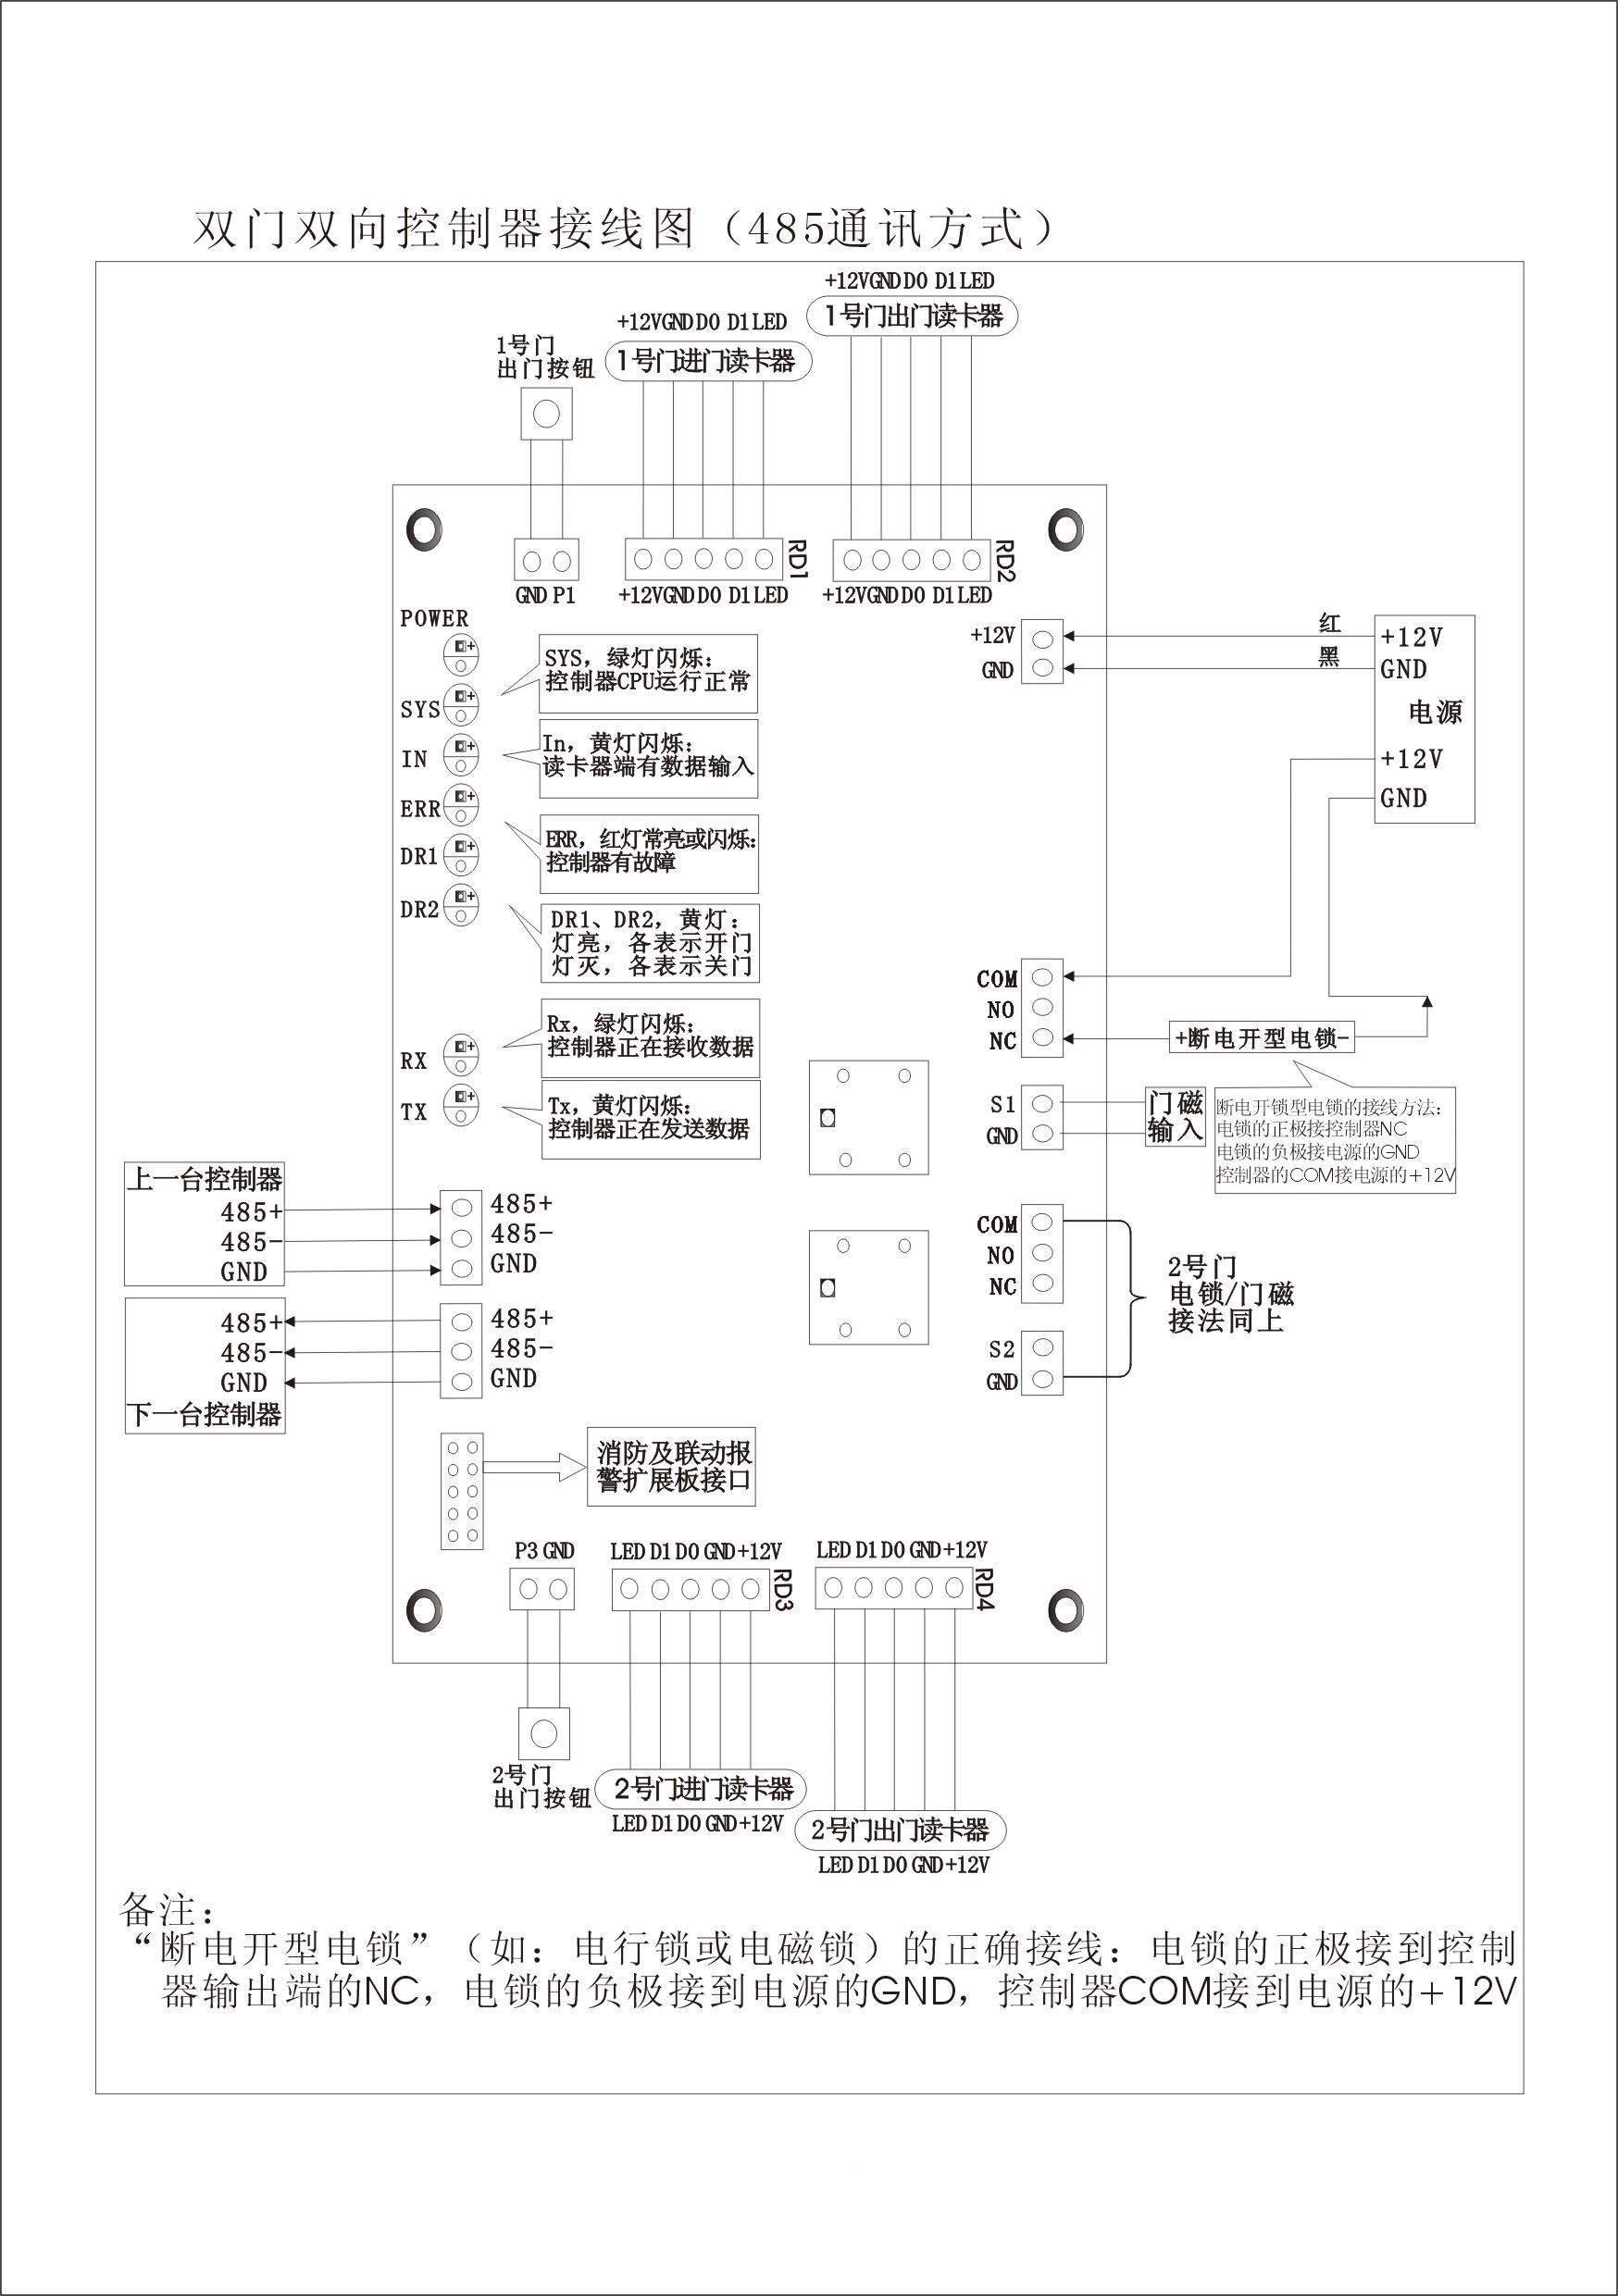 双门双向控制器接线图（485通讯方式）
+12VGND D0 D1 LED
1号门出门读卡器
+12VGND D0 D1 LED
1号门进门读卡器
1号门
出门按钮
RD1
RD2
GND P1
+12VGND D0 D1 LED
+12VGND D0 D1 LED
POWER
SYS
IN
ERR
DR1
DR2
RX
TX
SYS，绿灯闪烁：
控制器CPU运行正常
In，黄灯闪烁：
读卡器端有数据输入
ERR，红灯常亮或闪烁：
控制器有故障
DR1、DR2，黄灯：
灯亮，各表示开门
灯灭，各表示关门
Rx，绿灯闪烁：
控制器正在接收数据
Tx，黄灯闪烁：
控制器正在发送数据
+12V
GND
红
黑
+12V
GND
电源
+12V
GND
COM
NO
NC
+断电开型电锁-
S1
GND
门磁
输入
断电开锁型电锁的接线方法：
电锁的正极接控制器NC
电锁的负极接电源的GND
控制器的COM接电源的+12V
COM
NO
NC
S2
GND
2号门
电锁/门磁
接法同上
上一台控制器
485+
485-
GND
485+
485-
GND
485+
485-
GND
下一台控制器
485+
485-
GND
消防及联动报
警扩展板接口
P3 GND
LED D1 D0 GND+12V
LED D1 D0 GND+12V
RD3
RD4
2号门
出门按钮
2号门进门读卡器
LED D1 D0 GND+12V
2号门出门读卡器
LED D1 D0 GND+12V
备注：
“断电开型电锁”（如：电行锁或电磁锁）的正确接线：电锁的正极接到控制
器输出端的NC，电锁的负极接到电源的GND，控制器COM接到电源的+12V